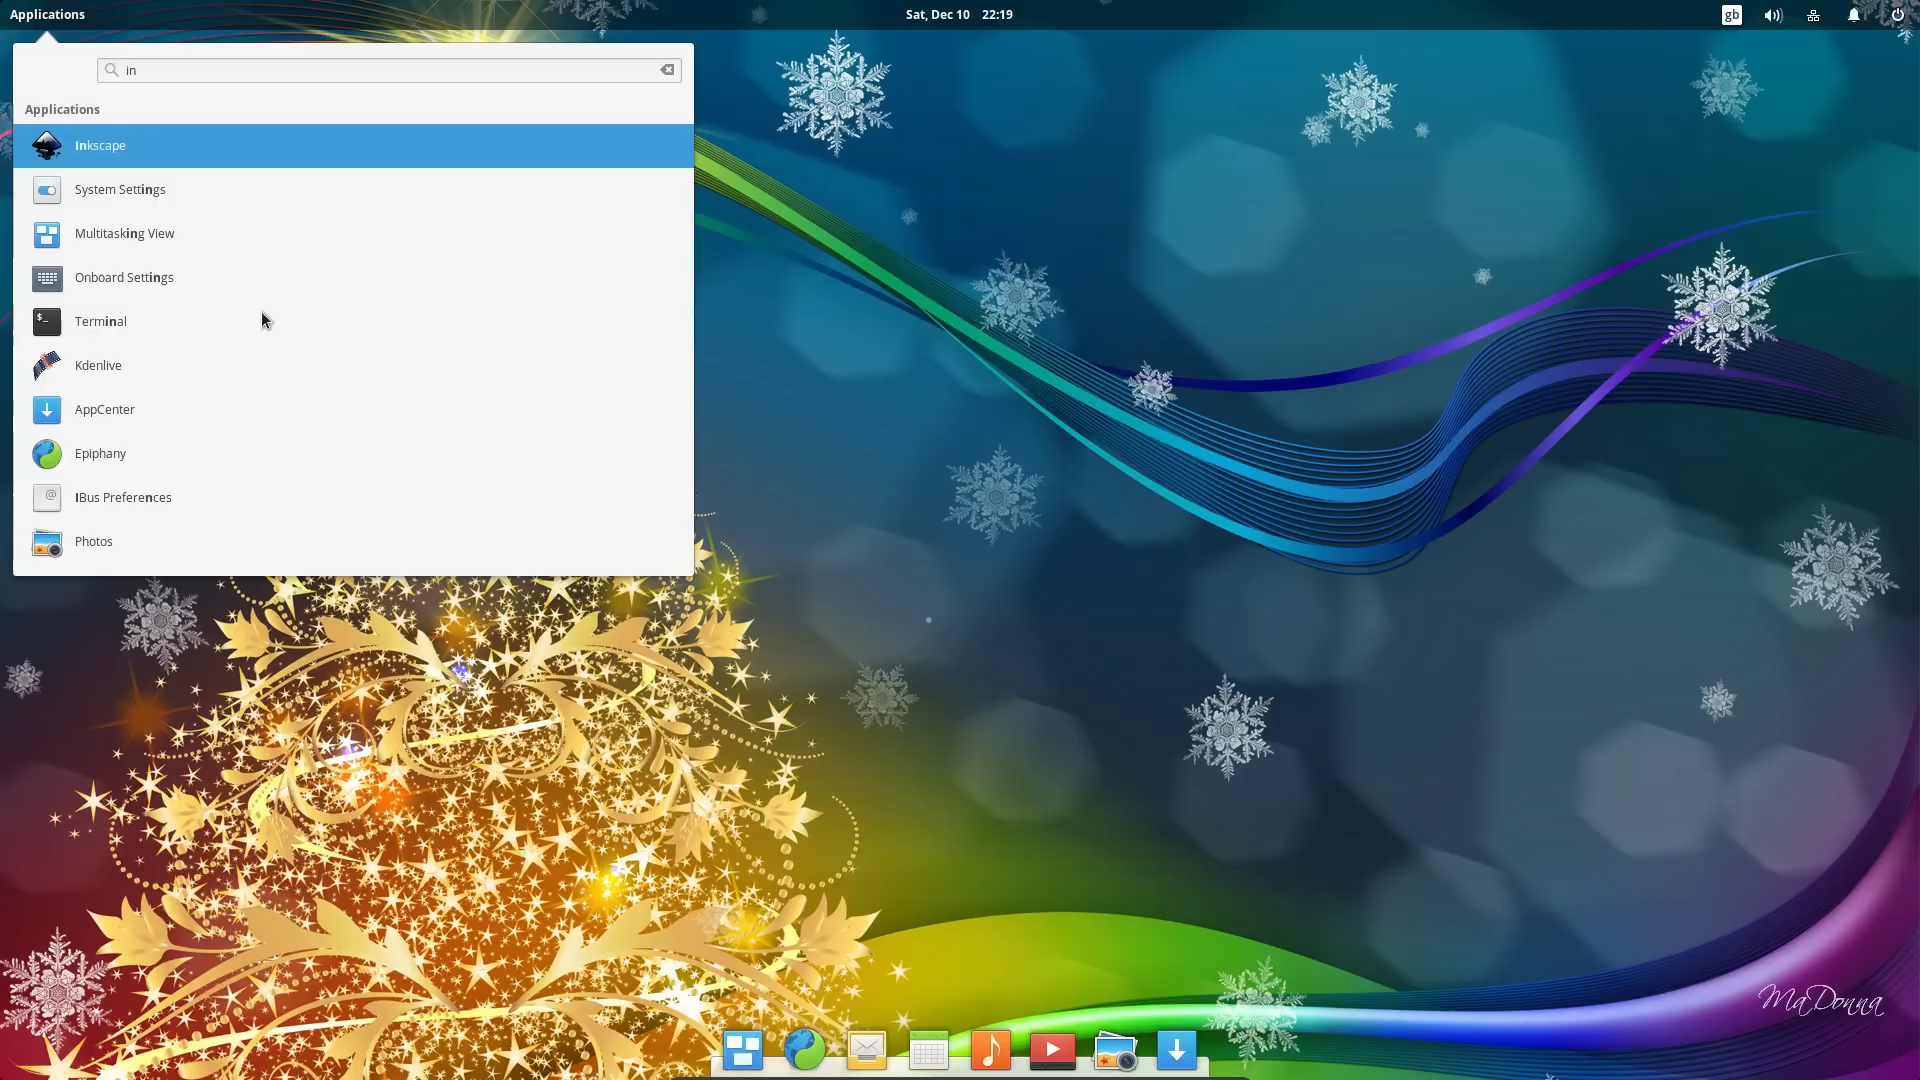 Applications
Sat, Dec 10 22:19
gb
in
Applications
Inkscape
System Settings
Multitasking View
Onboard Settings
$_
Terminal
Kdenlive
AppCenter
Epiphany
@
IBus Preferences
Photos
MaDonna